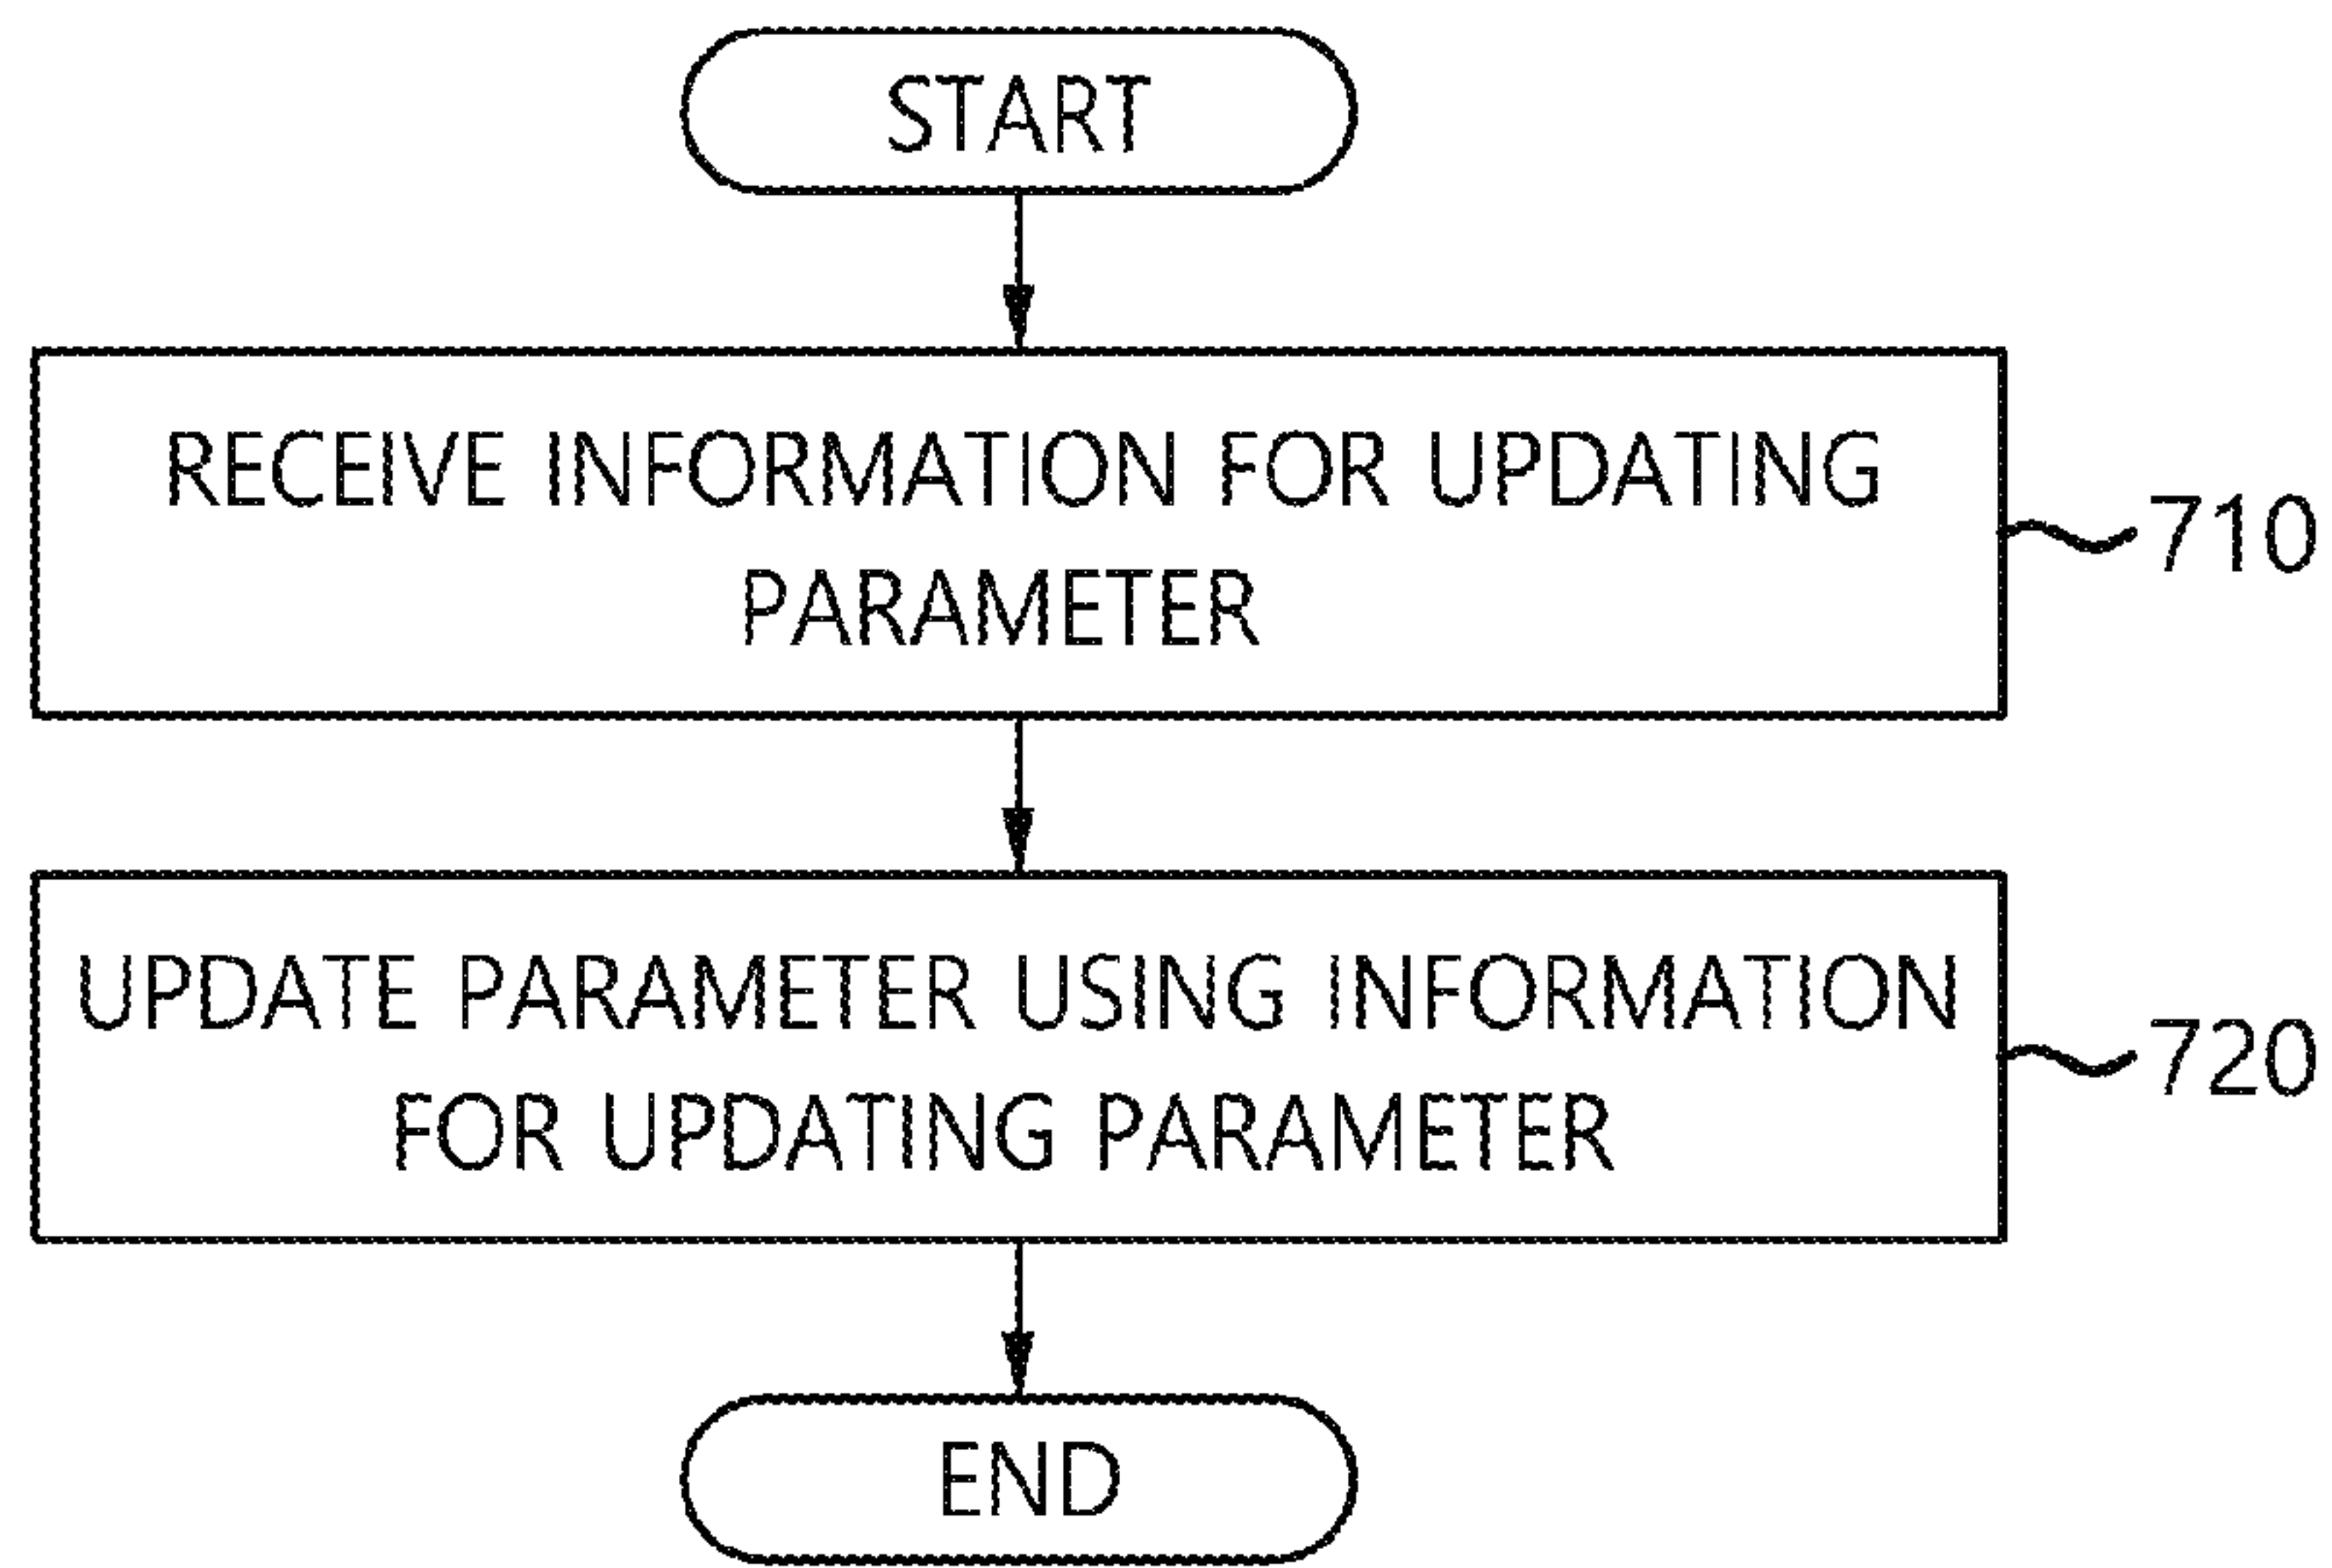 START
RECEIVE INFORMATION FOR UPDATING
PARAMETER
710
UPDATE PARAMETER USING INFORMATION
FOR UPDATING PARAMETER
720
END